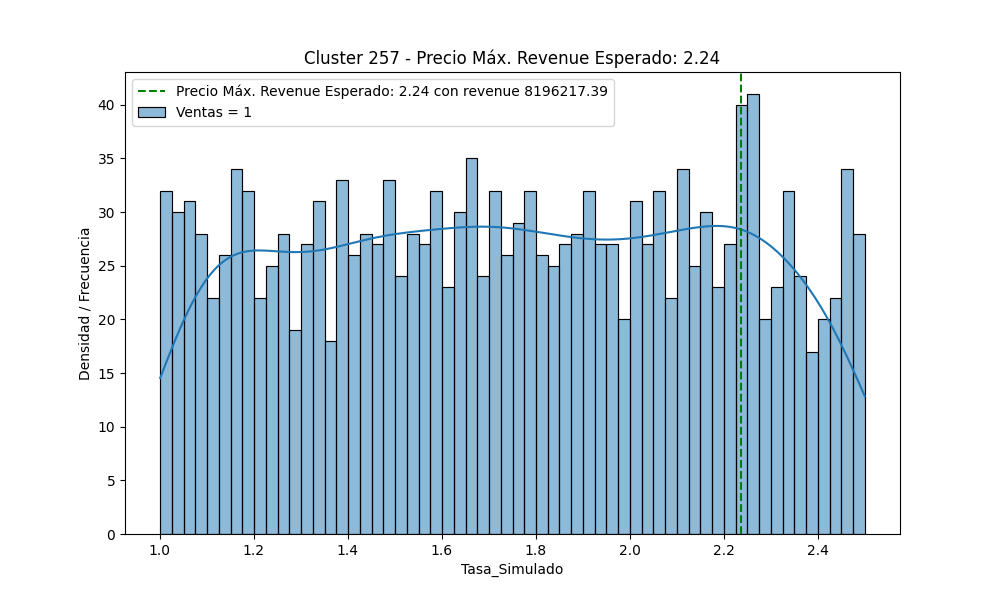 Cluster 257 - Precio Máx. Revenue Esperado: 2.24
Precio Máx. Revenue Esperado: 2.24 con revenue 8196217.39
Ventas = 1
Densidad / Frecuencia
40
35
30
25
20
15
10
5
0
1.0 1.2 1.4 1.6 1.8 2.0 2.2 2.4
Tasa_Simulado